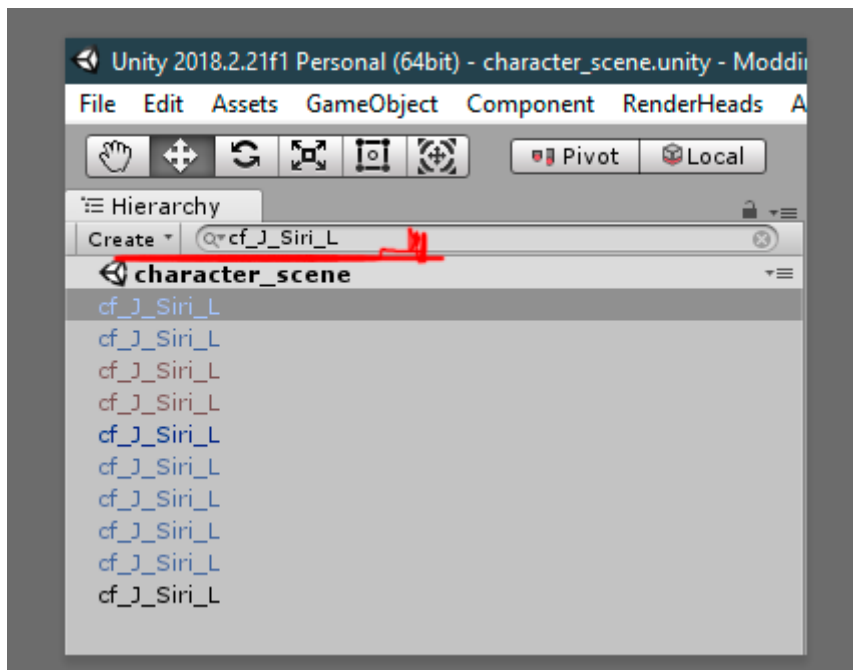 Unity 2018.2.21f1 Personal (64bit) - character_scene.unity - Moddi
File Edit Assets GameObject Component RenderHeads A
Pivot Local
Hierarchy
Create cf_J_Siri_L
character_scene
cf_J_Siri_L
cf_J_Siri_L
cf_J_Siri_L
cf_J_Siri_L
cf_J_Siri_L
cf_J_Siri_L
cf_J_Siri_L
cf_J_Siri_L
cf_J_Siri_L
cf_J_Siri_L